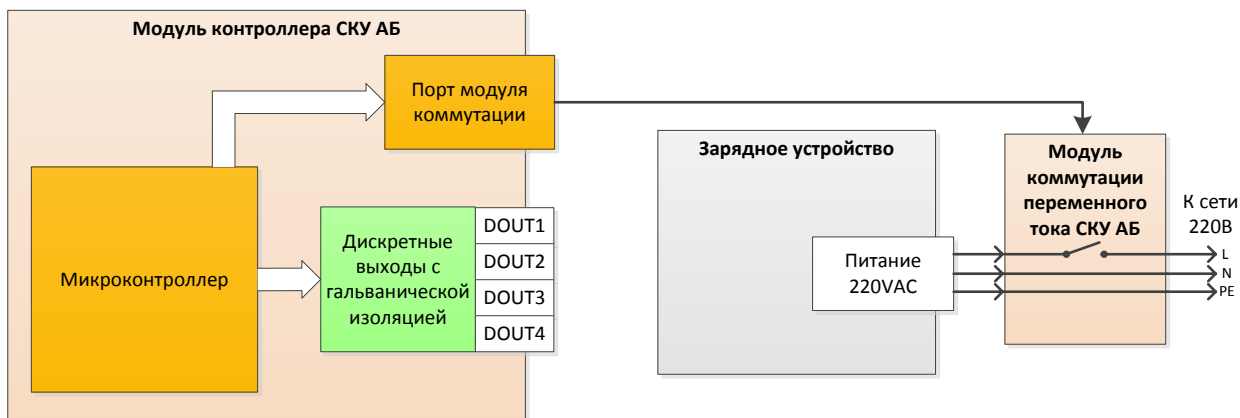 Модуль контроллера СКУ АБ
Порт модуля
коммутации
Микроконтроллер
Дискретные
выходы с
гальванической
изоляцией
DOUT1
DOUT2
DOUT3
DOUT4
Зарядное устройство
Питание
220VAC
Модуль
коммутации
переменного
тока СКУ АБ
К сети
220В
L
N
PE